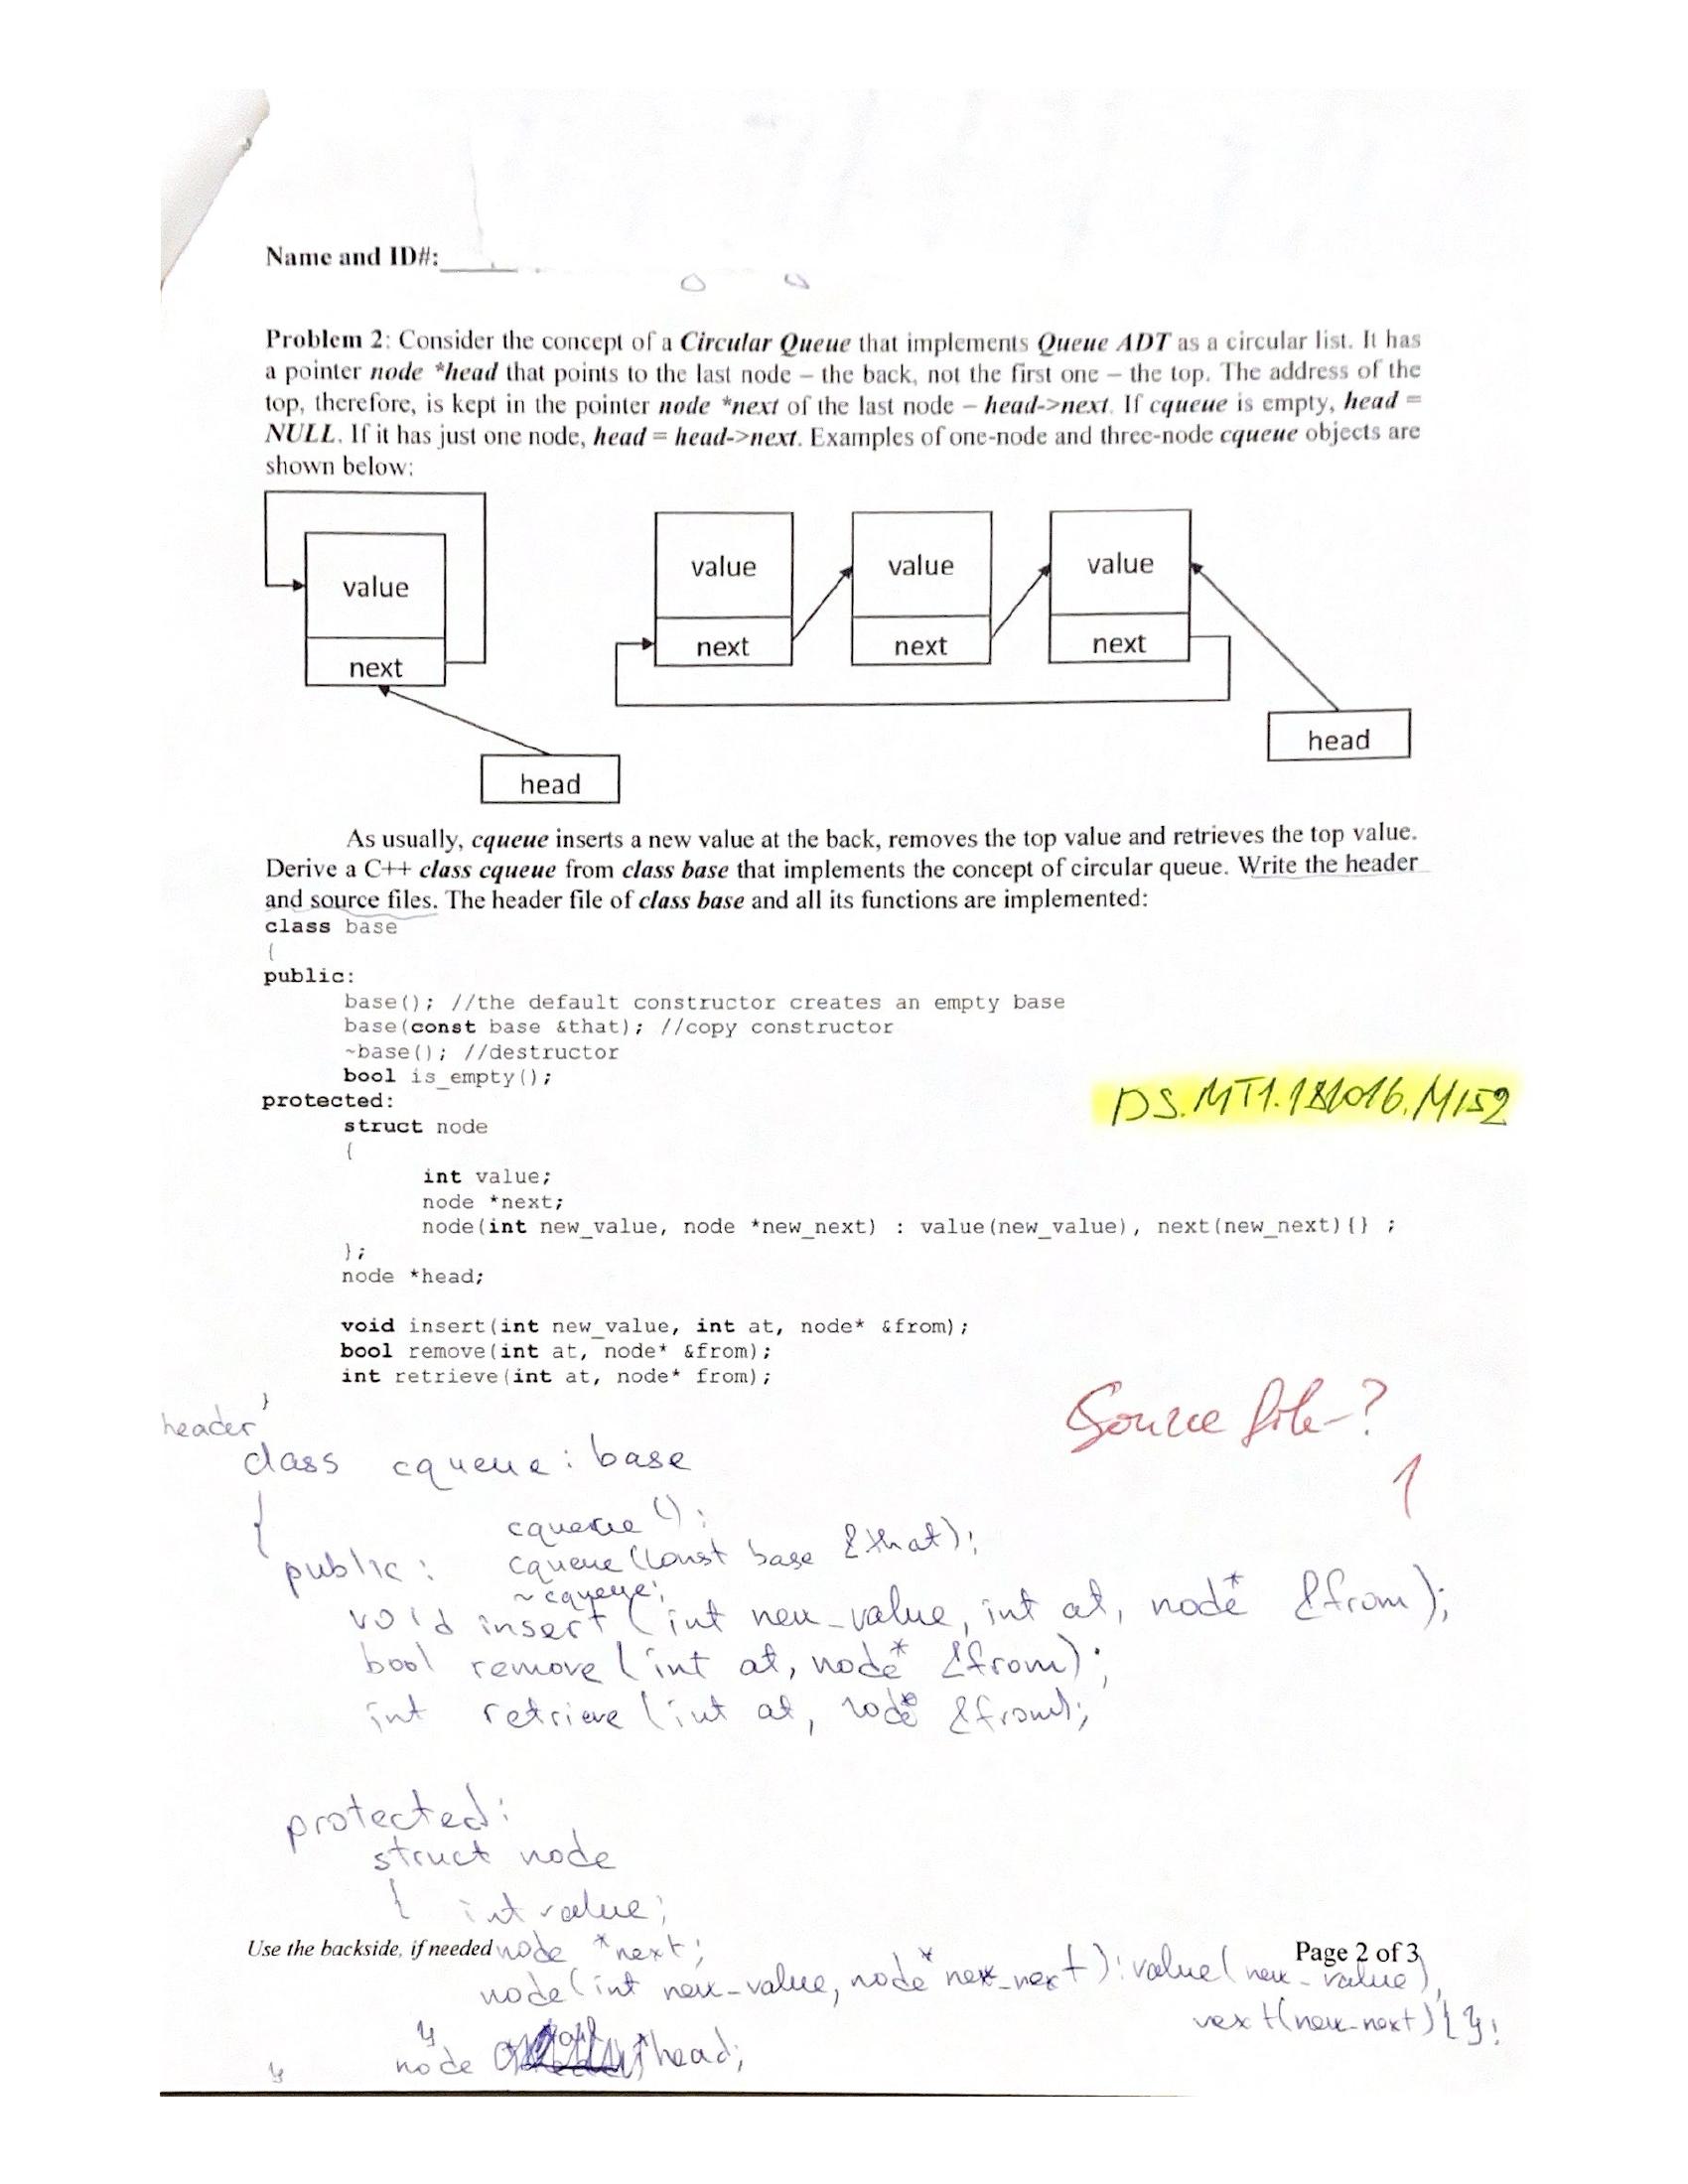 Name and ID#:
Problem 2: Consider the concept of a Circular Queue that implements Queue ADT as a circular list. It has
a pointer node *head that points to the last node – the back, not the first one – the top. The address of the
top, therefore, is kept in the pointer node *next of the last node – head->next. If cqueue is empty, head =
NULL. If it has just one node, head = head->next. Examples of one-node and three-node cqueue objects are
shown below:
value
next
head
value
value
value
next
next
next
head
As usually, cqueue inserts a new value at the back, removes the top value and retrieves the top value.
Derive a C++ class cqueue from class base that implements the concept of circular queue. Write the header
and source files. The header file of class base and all its functions are implemented:
class base
{
public:
base(); //the default constructor creates an empty base
base(const base &that); //copy constructor
~base(); //destructor
bool is_empty();
protected:
DS.MT1.181016.M152
struct node
{
int value;
node *next;
node(int new_value, node *new_next) : value(new_value), next(new_next){} ;
};
node *head;
void insert(int new_value, int at, node* &from);
bool remove(int at, node* &from);
int retrieve(int at, node* from);
}
Source file-?
1
header
class cqueue : base
{
cqueue();
public: cqueue(const base &that);
~cqueue;
void insert (int new_value, int at, node* &from);
bool remove (int at, node* &from);
int retrieve (int at, node* &from);
protected:
struct node
{ int value;
Use the backside, if needed
Page 2 of 3
node *next;
node(int new_value, node* new_next): value(new_value),
next(new_next){};
}
node *head;
}